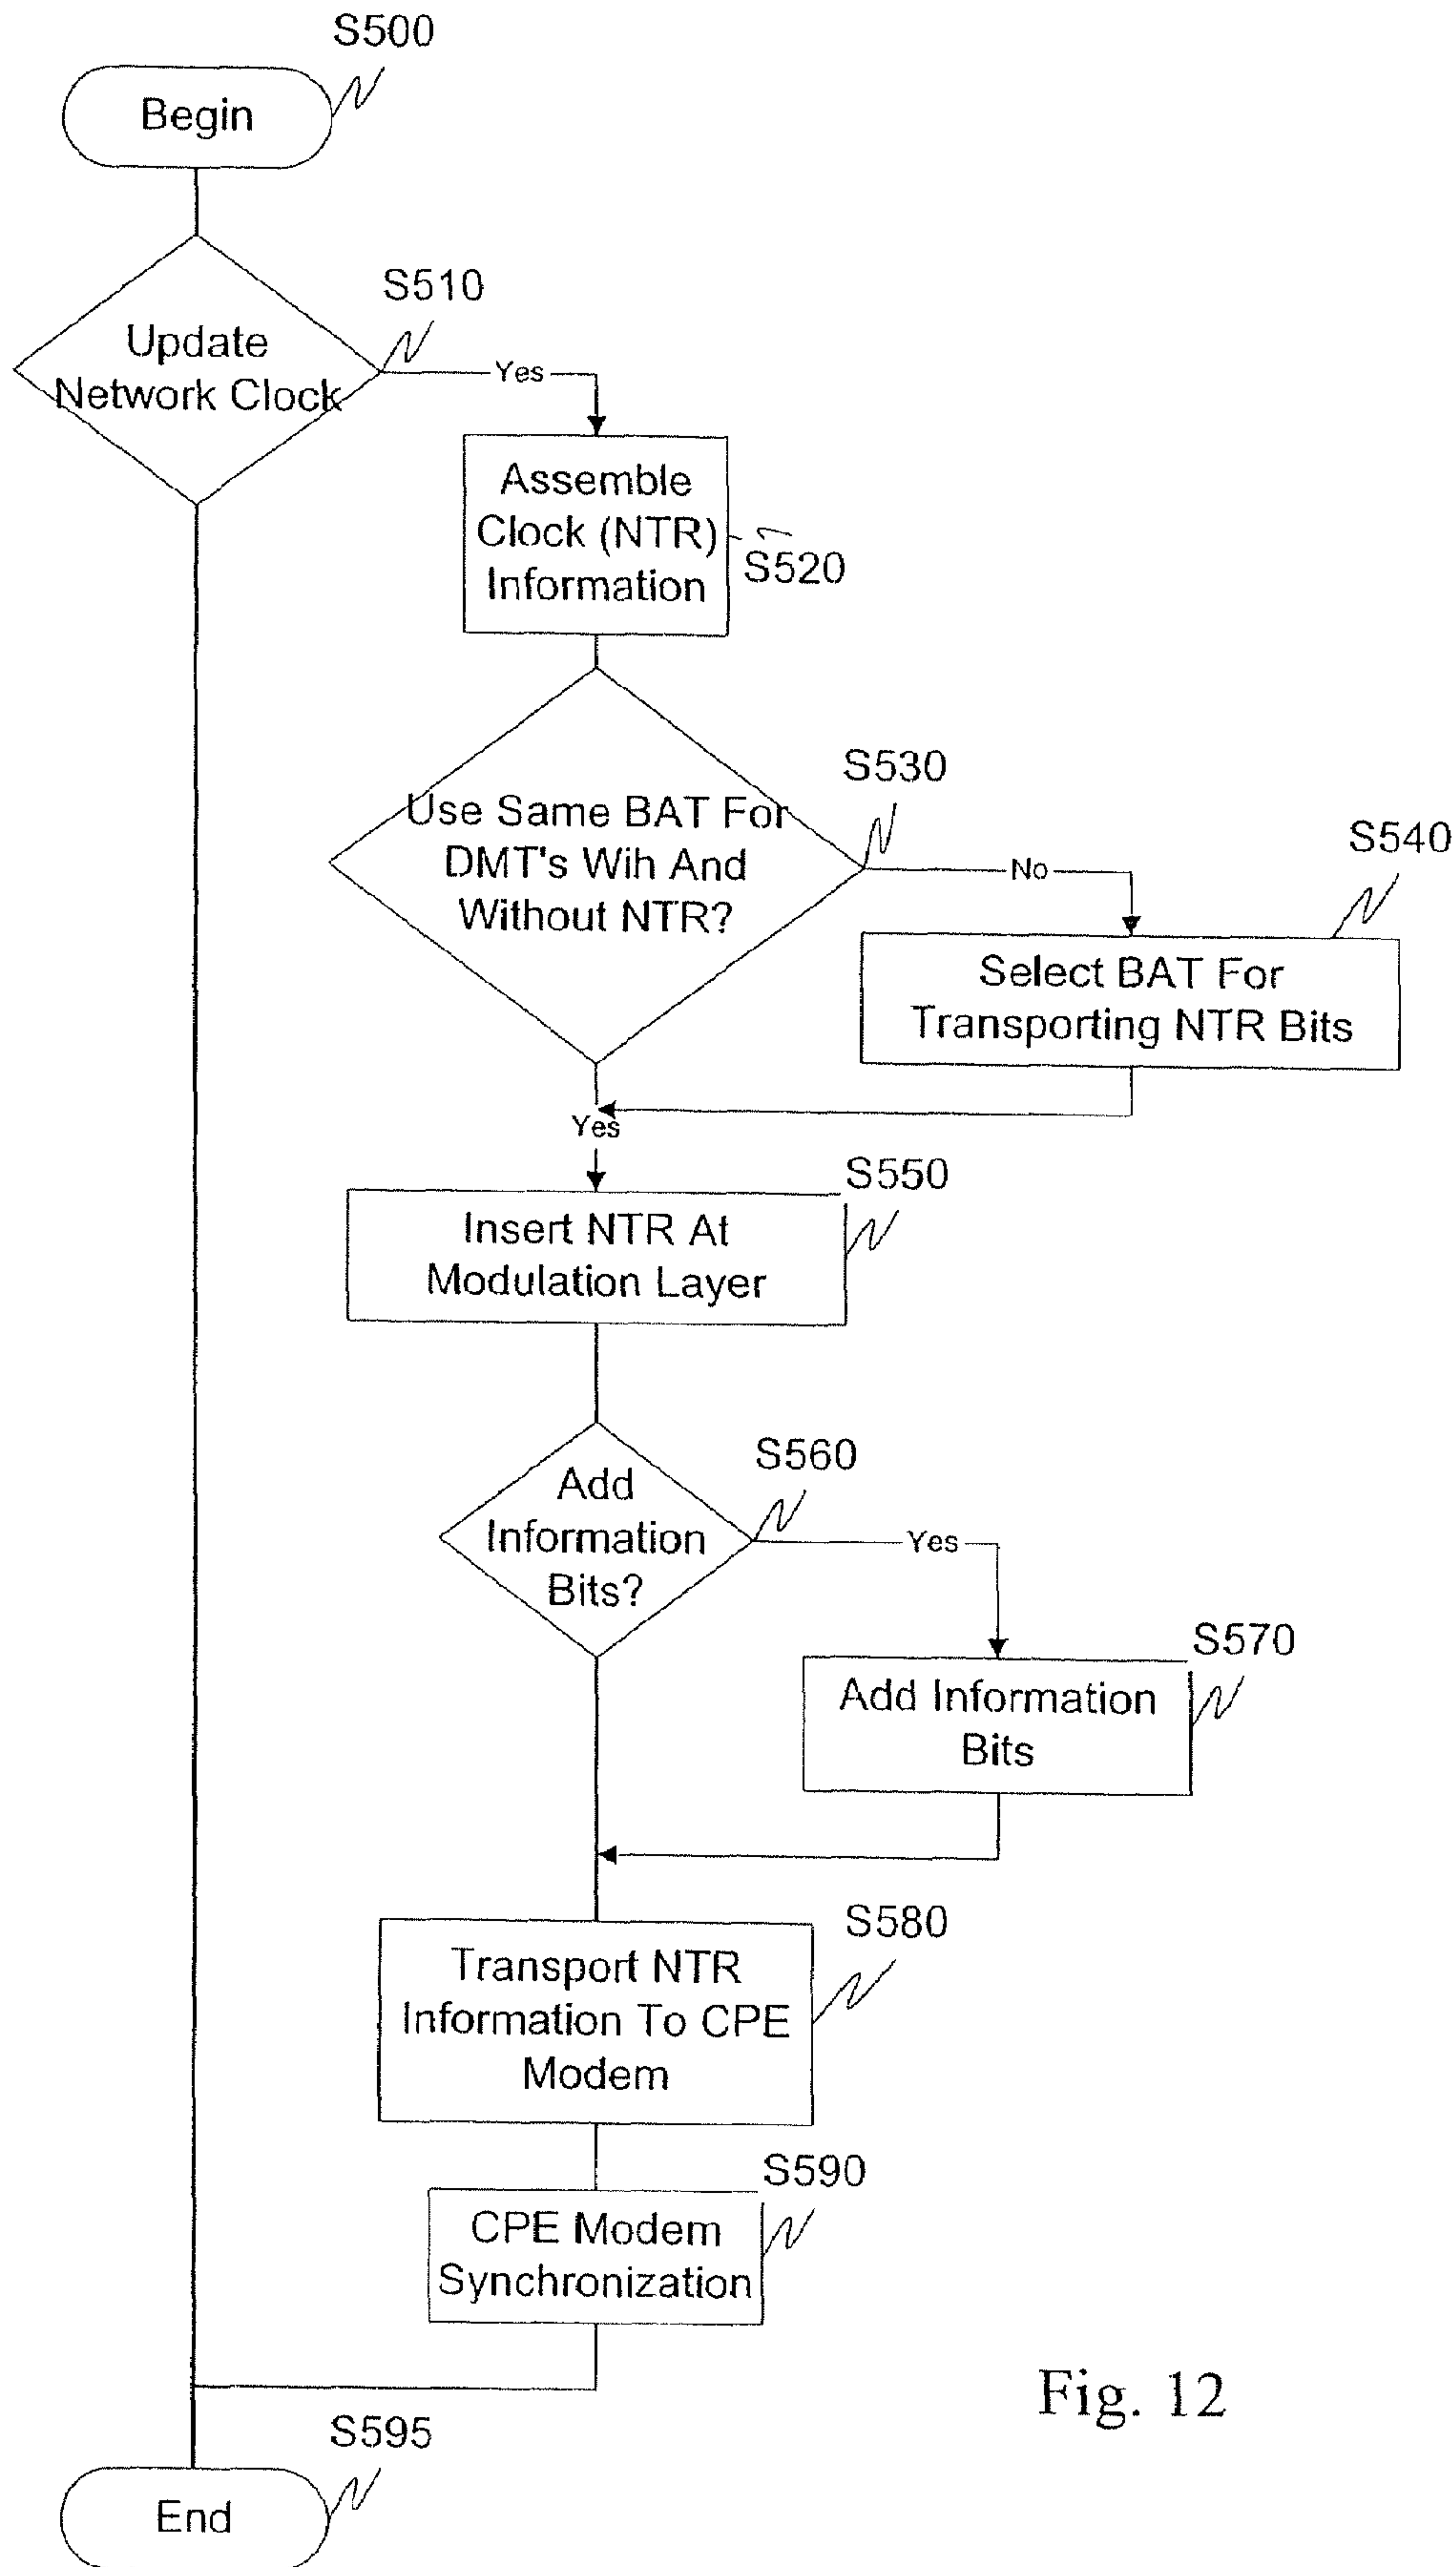 S500
Begin
S510
Update
Network Clock
Yes
Assemble
Clock (NTR)
Information
S520
S530
Use Same BAT For
DMT's Wih And
Without NTR?
No
S540
Select BAT For
Transporting NTR Bits
Yes
S550
Insert NTR At
Modulation Layer
S560
Add
Information
Bits?
Yes
S570
Add Information
Bits
S580
Transport NTR
Information To CPE
Modem
S590
CPE Modem
Synchronization
Fig. 12
S595
End